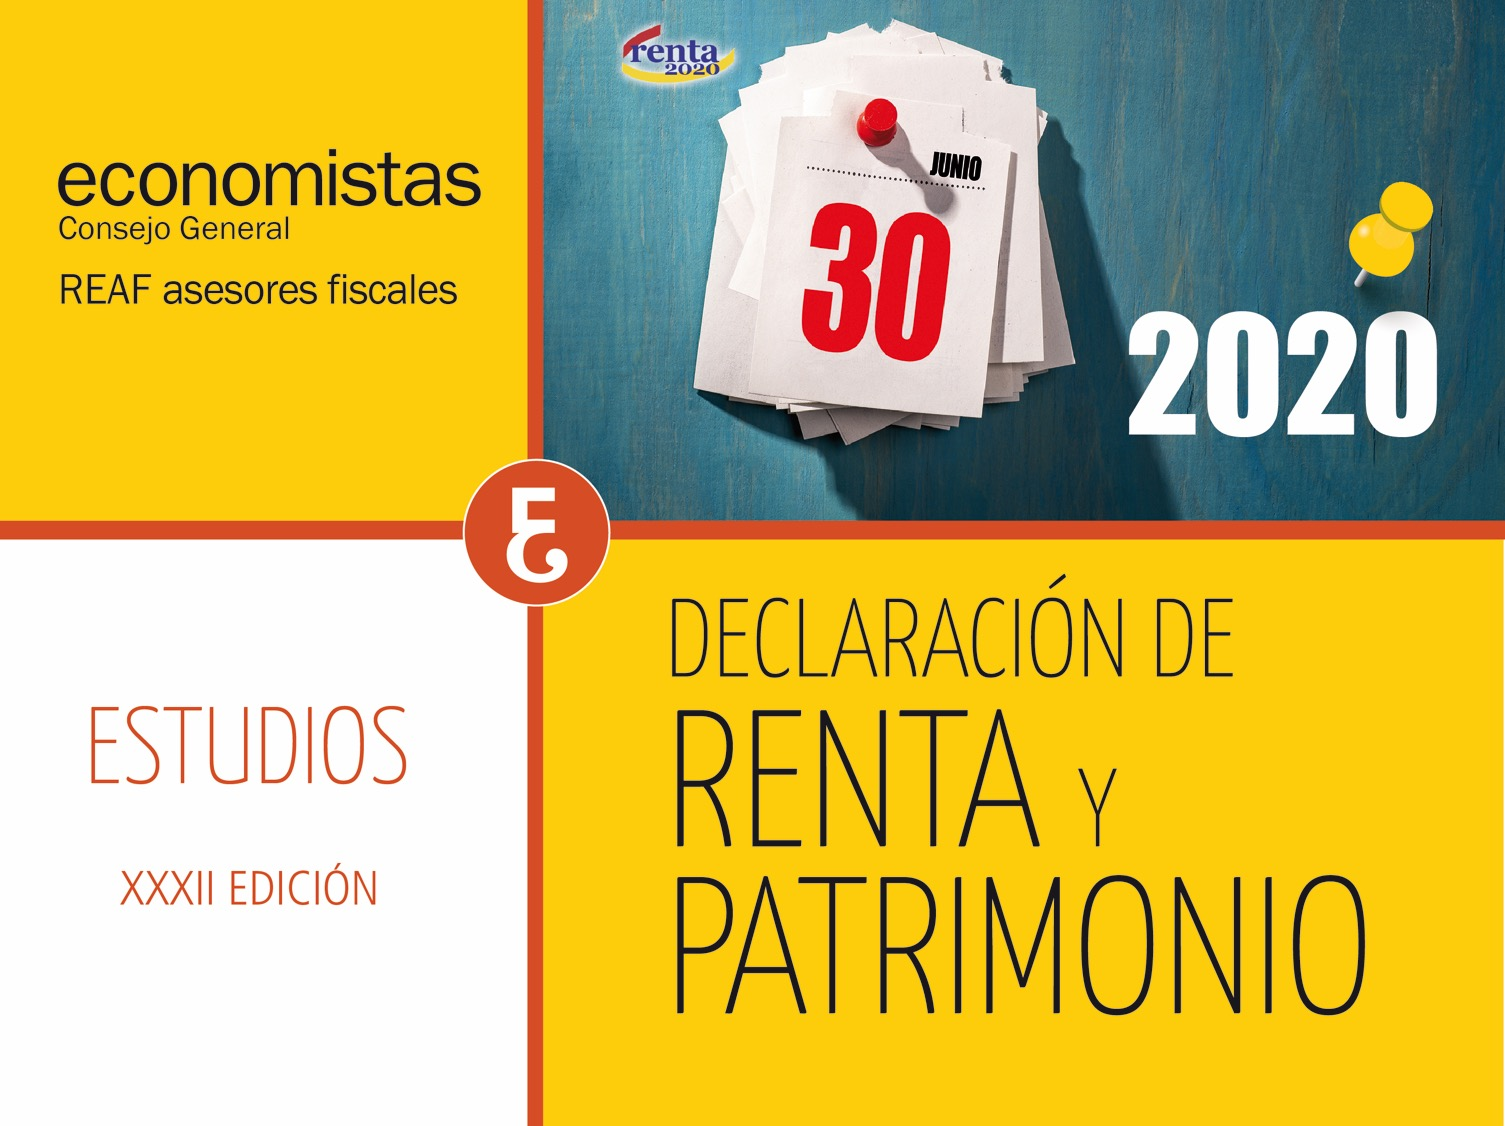 economistas
Consejo General
REAF asesores fiscales
renta
2020
JUNIO
30
2020
ESTUDIOS
XXXII EDICIÓN
DECLARACIÓN DE
RENTA Y
PATRIMONIO